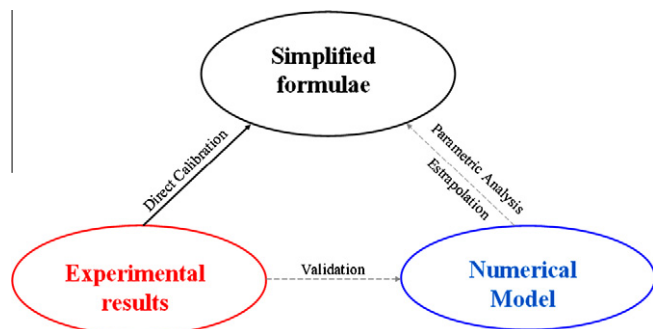 Simplified
formulae
Direct Calibration
Parametric Analysis
Estrapolation
Experimental
results
Validation
Numerical
Model